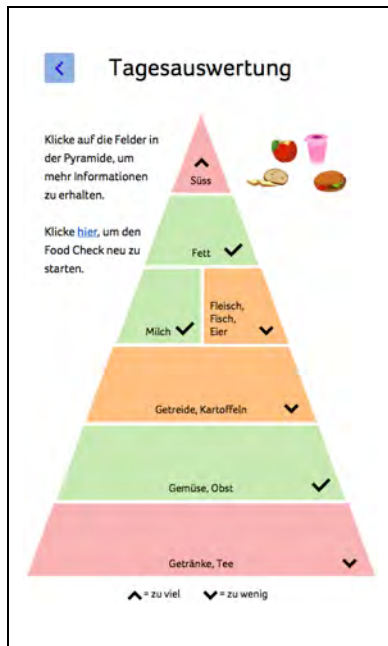 Tagesauswertung
Klicke auf die Felder in
der Pyramide, um
mehr Informationen
zu erhalten.
Klicke hier, um den
Food Check neu zu
starten.
Süss
Fett
Milch
Fleisch,
Fisch,
Eier
Getreide, Kartoffeln
Gemüse, Obst
Getränke, Tee
= zu viel = zu wenig